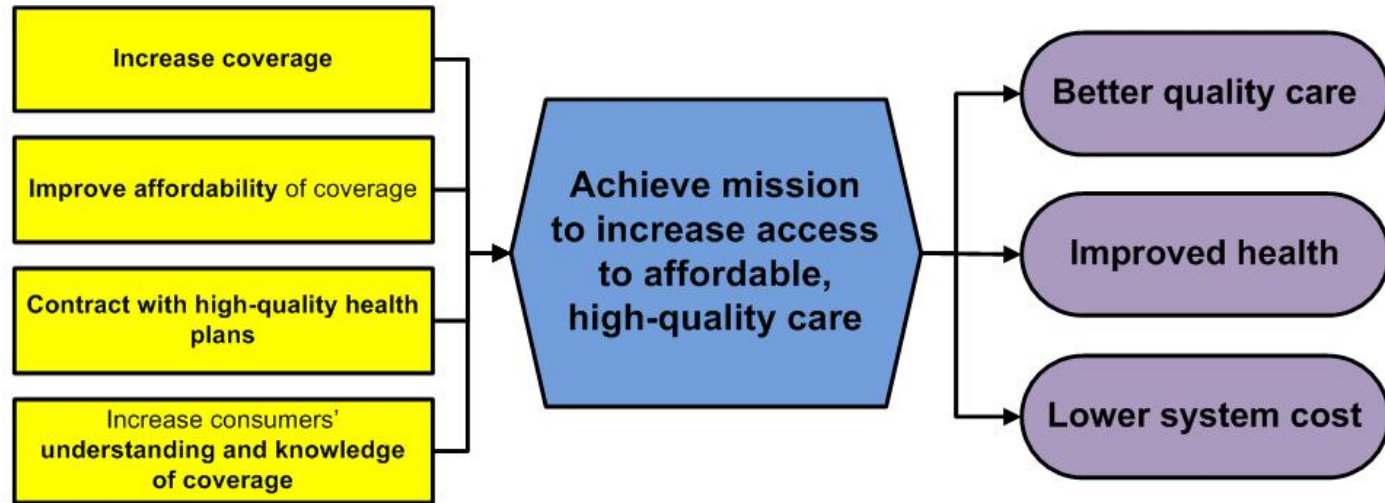 Increase coverage
Improve affordability of coverage
Contract with high-quality health
plans
Increase consumers’
understanding and knowledge
of coverage
Achieve mission
to increase access
to affordable,
high-quality care
Better quality care
Improved health
Lower system cost